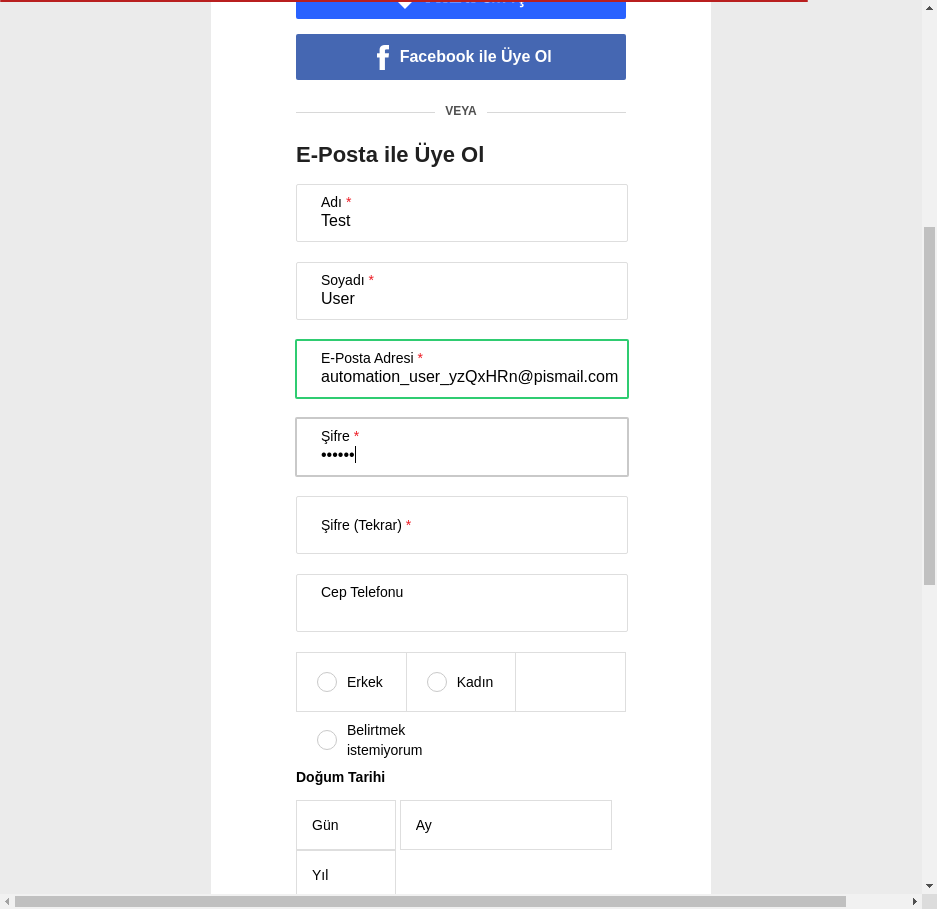 Facebook ile Üye Ol
VEYA
E-Posta ile Üye Ol
Adı *
Test
Soyadı *
User
E-Posta Adresi *
automation_user_yzQxHRn@pismail.com
Şifre *
••••••
Şifre (Tekrar) *
Cep Telefonu
Erkek
Kadın
Belirtmek
istemiyorum
Doğum Tarihi
Gün
Ay
Yıl